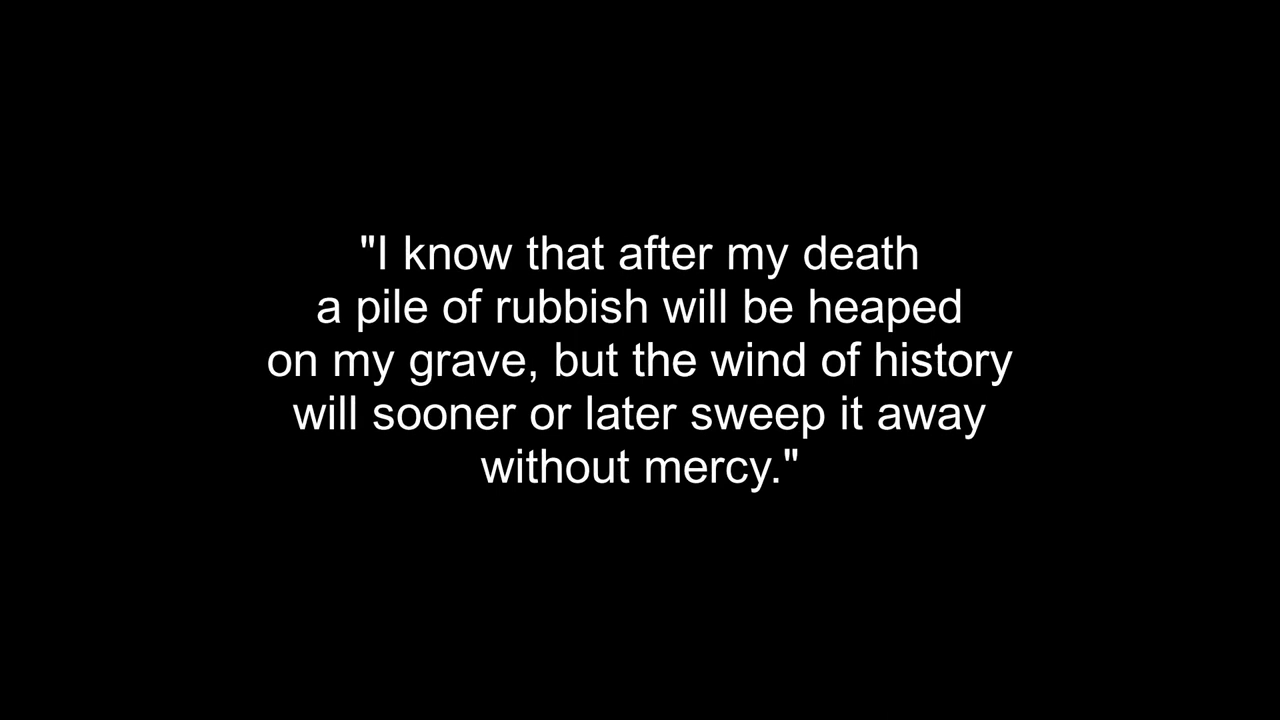 "I know that after my death
a pile of rubbish will be heaped
on my grave, but the wind of history
will sooner or later sweep it away
without mercy."